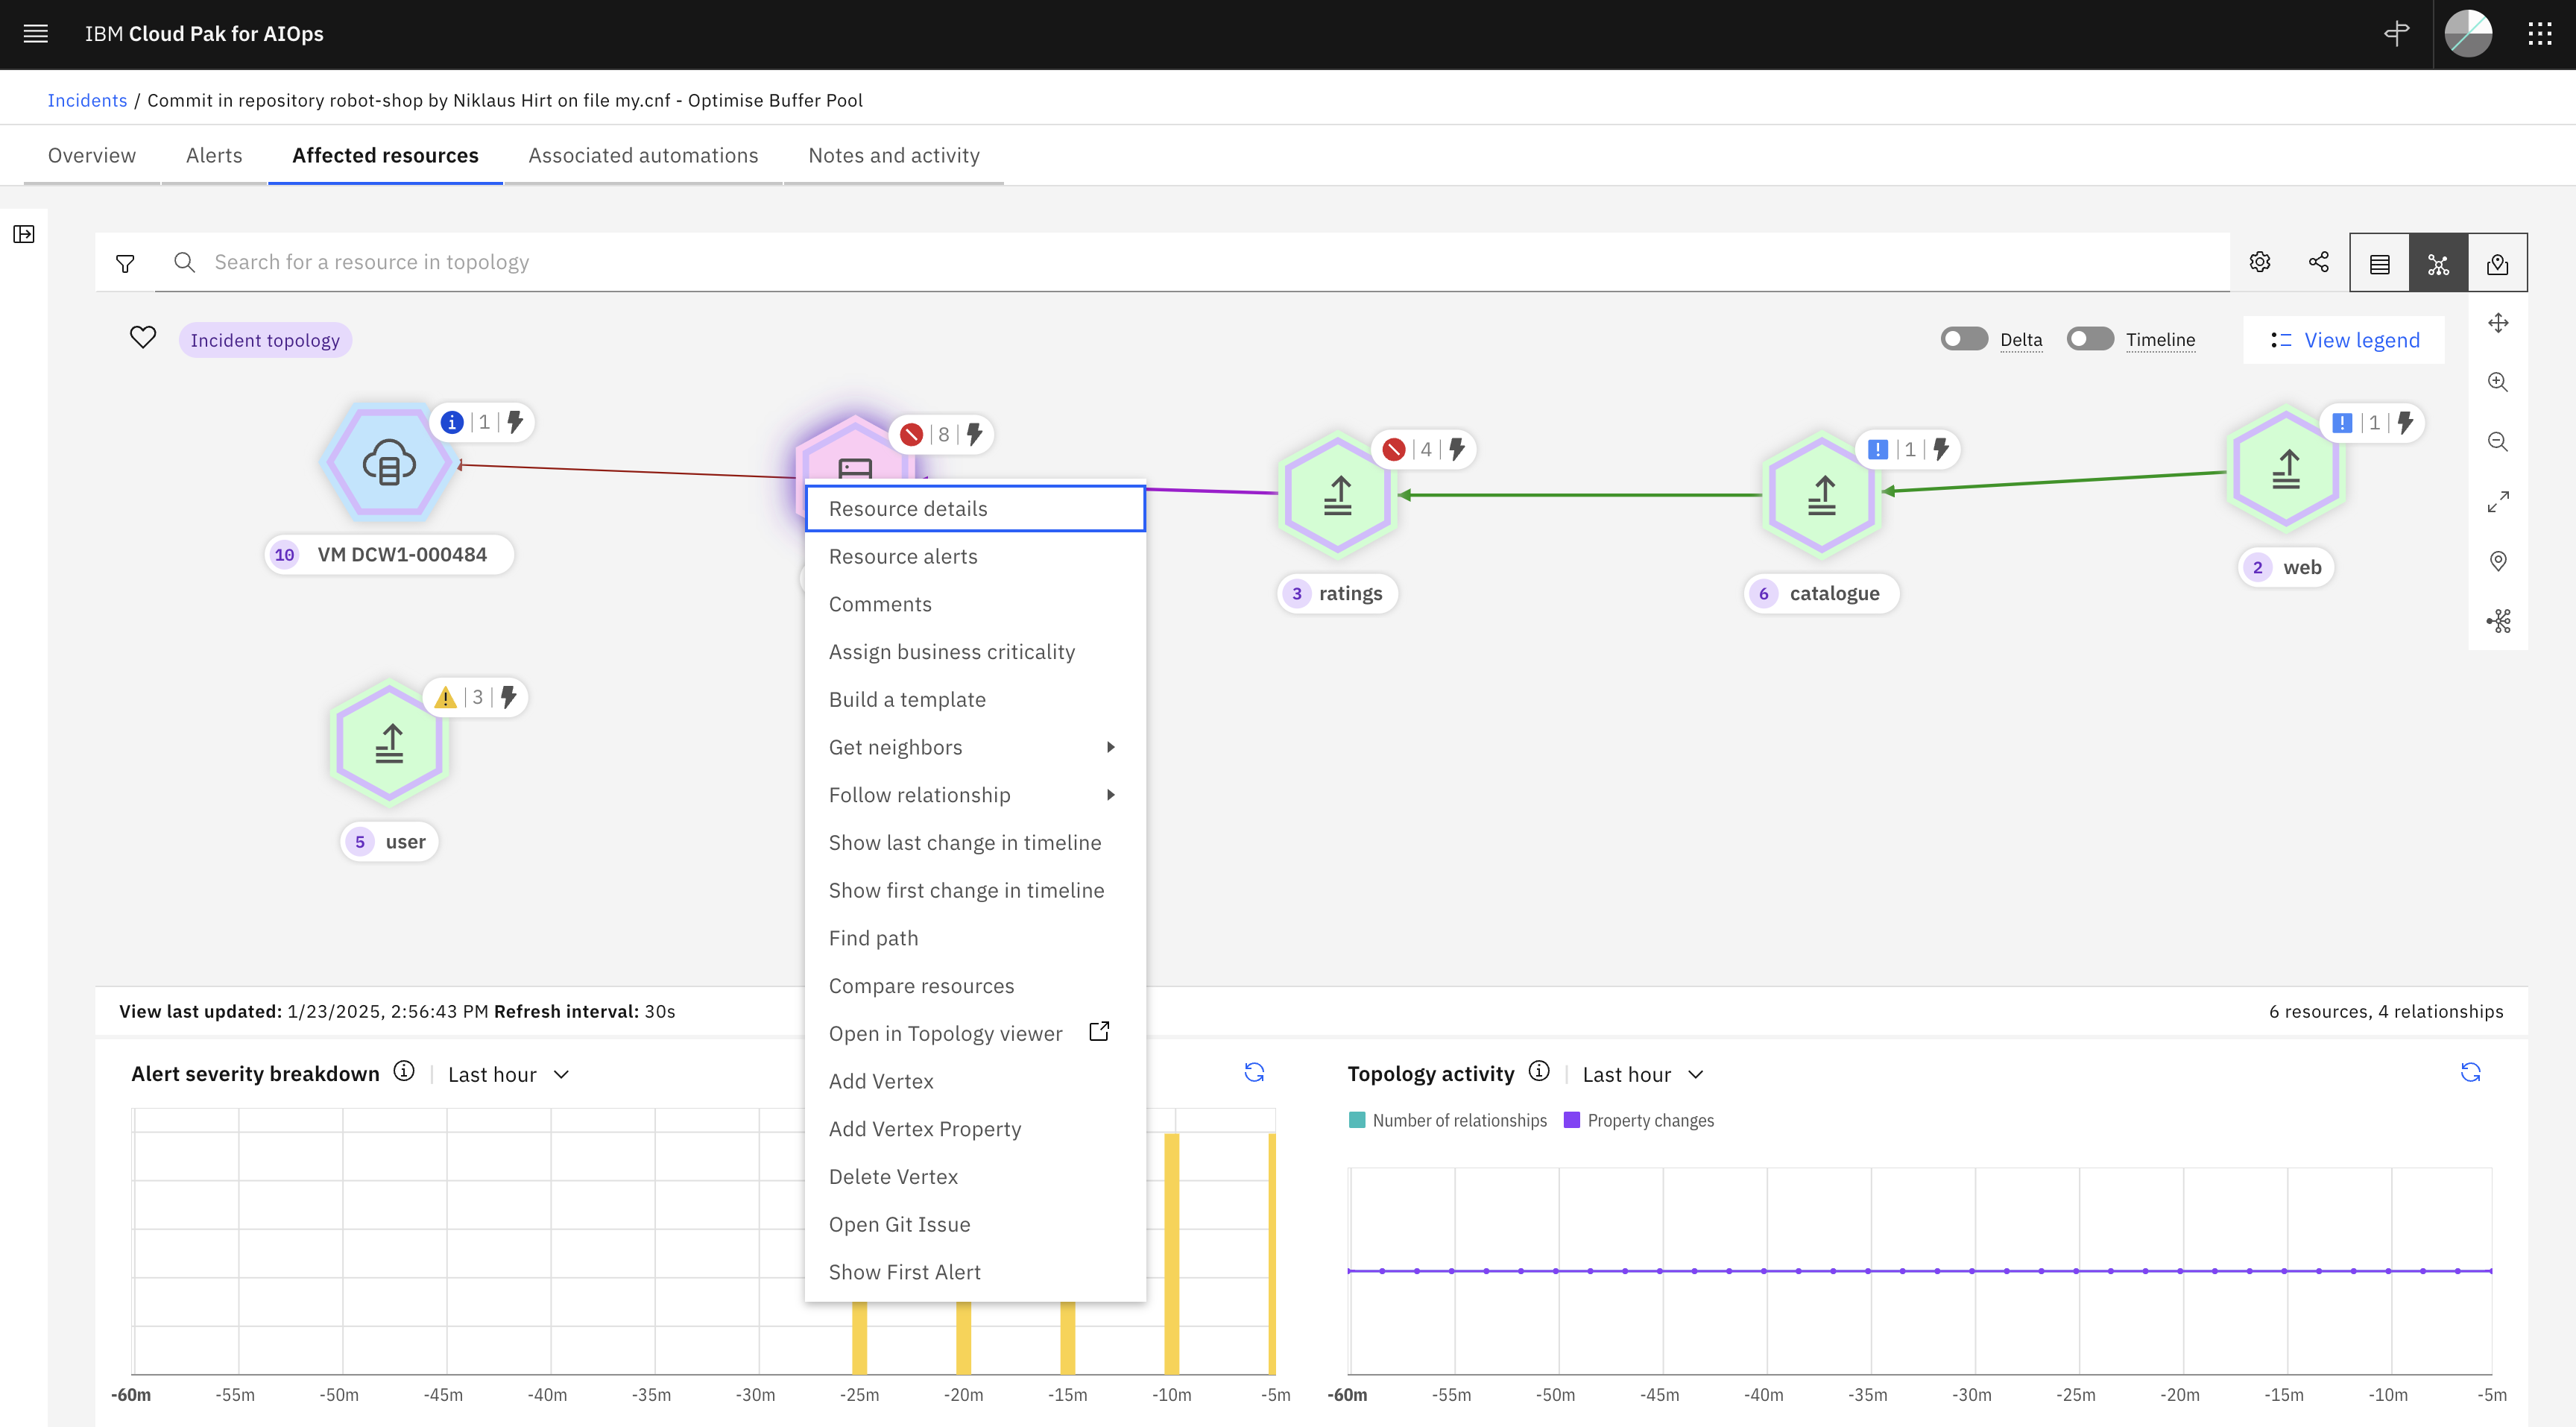 IBM Cloud Pak for AIOps
Incidents / Commit in repository robot-shop by Niklaus Hirt on file my.cnf - Optimise Buffer Pool
Overview Alerts Affected resources Associated automations Notes and activity
Search for a resource in topology
Incident topology
Delta Timeline View legend
1
8
4
1
1
10 VM DCW1-000484
3 ratings
6 catalogue
2 web
3
5 user
Resource details
Resource alerts
Comments
Assign business criticality
Build a template
Get neighbors
Follow relationship
Show last change in timeline
Show first change in timeline
Find path
Compare resources
Open in Topology viewer
Add Vertex
Add Vertex Property
Delete Vertex
Open Git Issue
Show First Alert
View last updated: 1/23/2025, 2:56:43 PM Refresh interval: 30s
6 resources, 4 relationships
Alert severity breakdown | Last hour
-60m -55m -50m -45m -40m -35m -30m -25m -20m -15m -10m -5m
Topology activity | Last hour
Number of relationships Property changes
-60m -55m -50m -45m -40m -35m -30m -25m -20m -15m -10m -5m